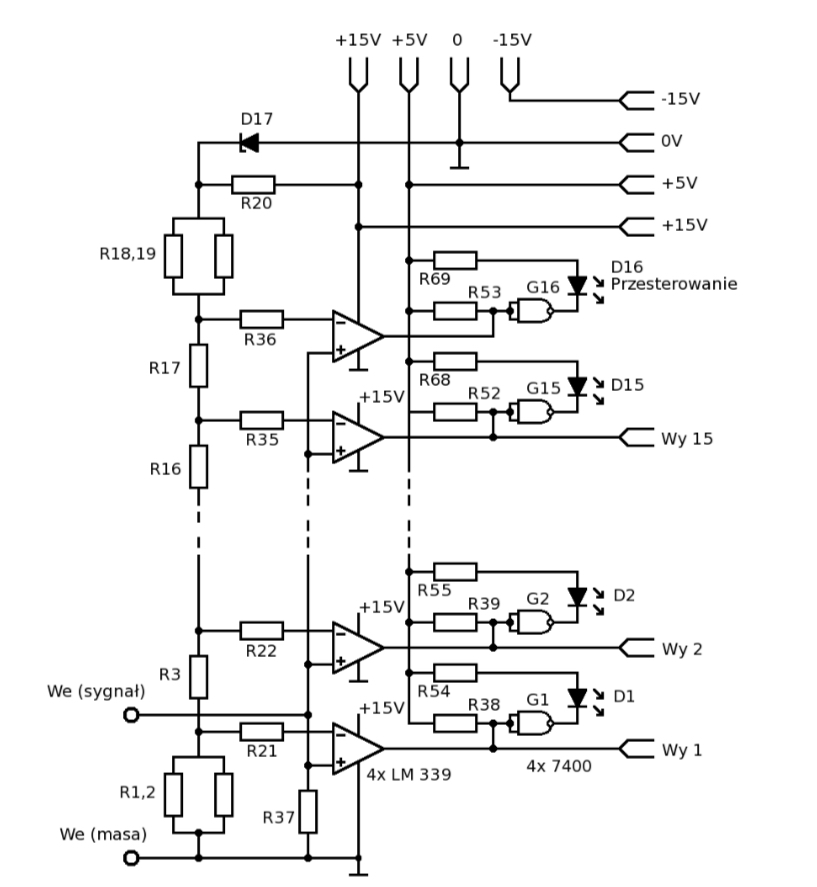 +15V +5V 0 -15V
-15V
D17
0V
+5V
R20
+15V
R18,19
D16
R69
Przesterowanie
R53 G16
R36
R17
R68
D15
R52 G15
+15V
R35
Wy 15
R16
R55
D2
R39 G2
+15V
R22
Wy 2
R3
We (sygnał)
R54
D1
R38 G1
+15V
R21
Wy 1
4x LM 339
4x 7400
R1,2
R37
We (masa)